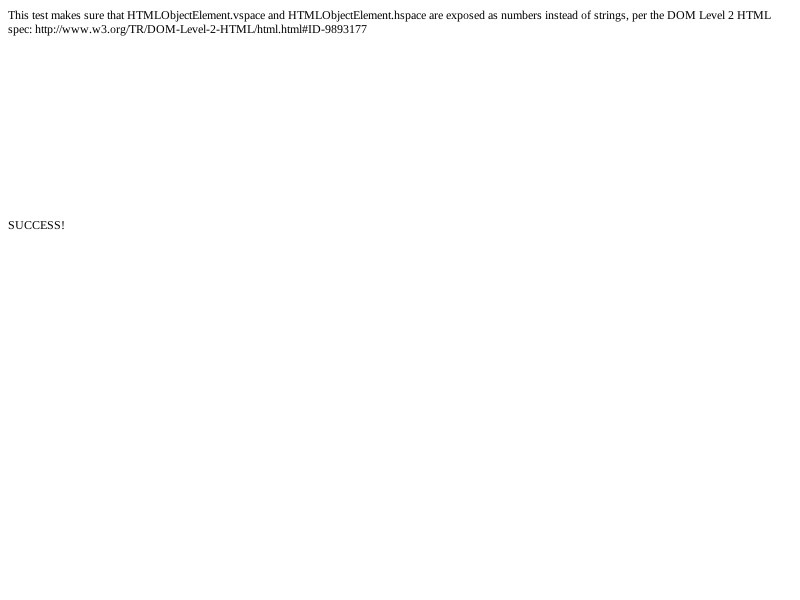 This test makes sure that HTMLObjectElement.vspace and HTMLObjectElement.hspace are exposed as numbers instead of strings, per the DOM Level 2 HTML
spec: http://www.w3.org/TR/DOM-Level-2-HTML/html.html#ID-9893177
SUCCESS!